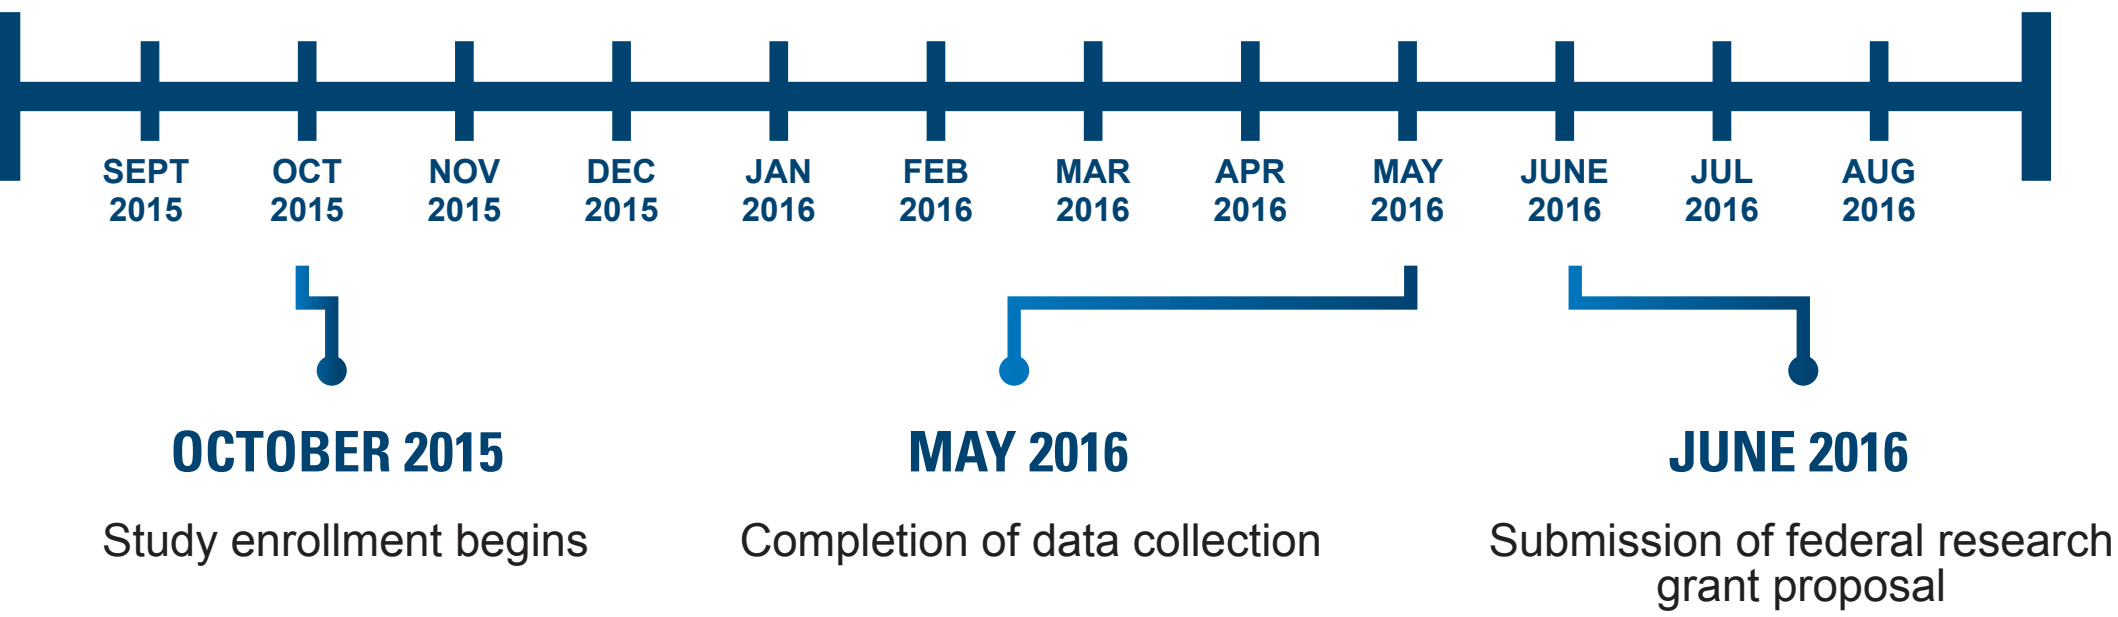 SEPT OCT NOV DEC JAN FEB MAR APR MAY JUNE JUL AUG
2015 2015 2015 2015 2016 2016 2016 2016 2016 2016 2016 2016
OCTOBER 2015
Study enrollment begins
MAY 2016
Completion of data collection
JUNE 2016
Submission of federal research
grant proposal